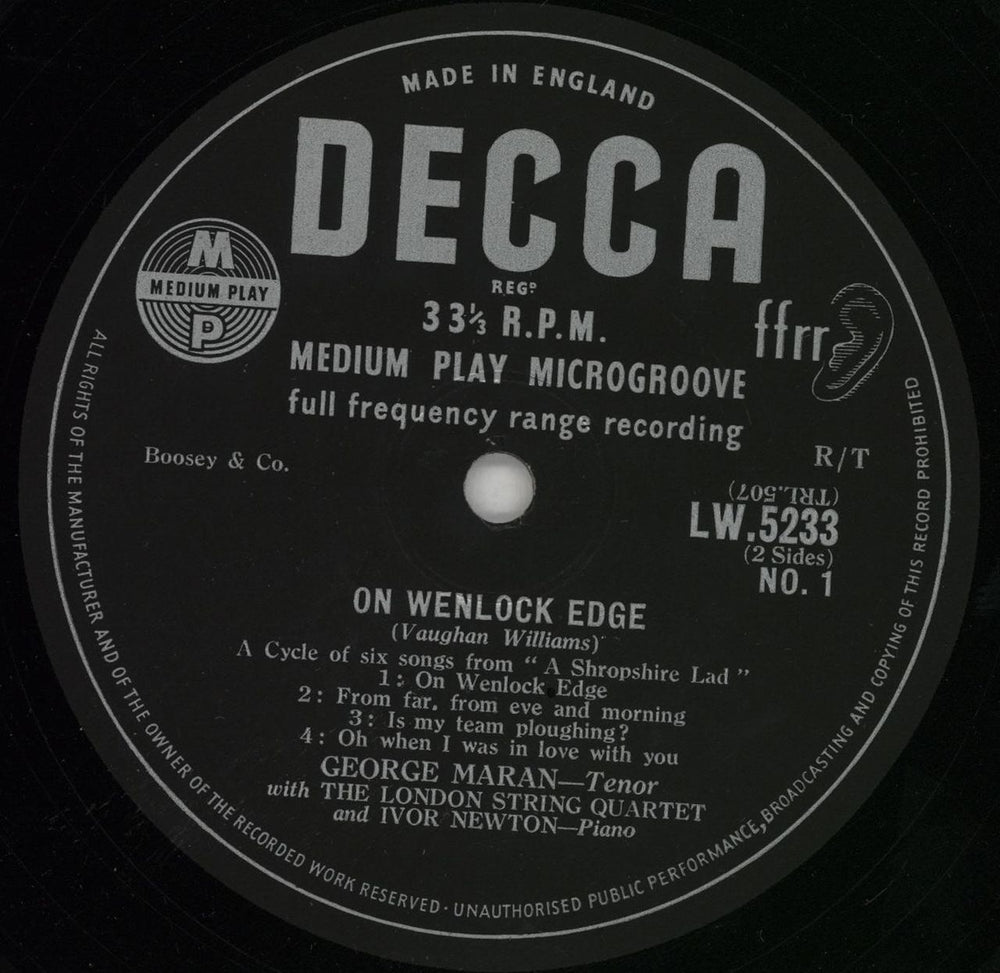 MADE IN ENGLAND
DECCA
REGD
M
MEDIUM PLAY
P
33⅓ R.P.M.
ffrr
MEDIUM PLAY MICROGROOVE
full frequency range recording
Boosey & Co.
R/T
(TRL.507)
LW.5233
(2 Sides)
NO. 1
ON WENLOCK EDGE
(Vaughan Williams)
A Cycle of six songs from "A Shropshire Lad"
1: On Wenlock Edge
2: From far, from eve and morning
3: Is my team ploughing?
4: Oh when I was in love with you
GEORGE MARAN—Tenor
with THE LONDON STRING QUARTET
and IVOR NEWTON—Piano
ALL RIGHTS OF THE MANUFACTURER AND OF THE OWNER OF THE RECORDED WORK RESERVED · UNAUTHORISED PUBLIC PERFORMANCE, BROADCASTING AND COPYING OF THIS RECORD PROHIBITED